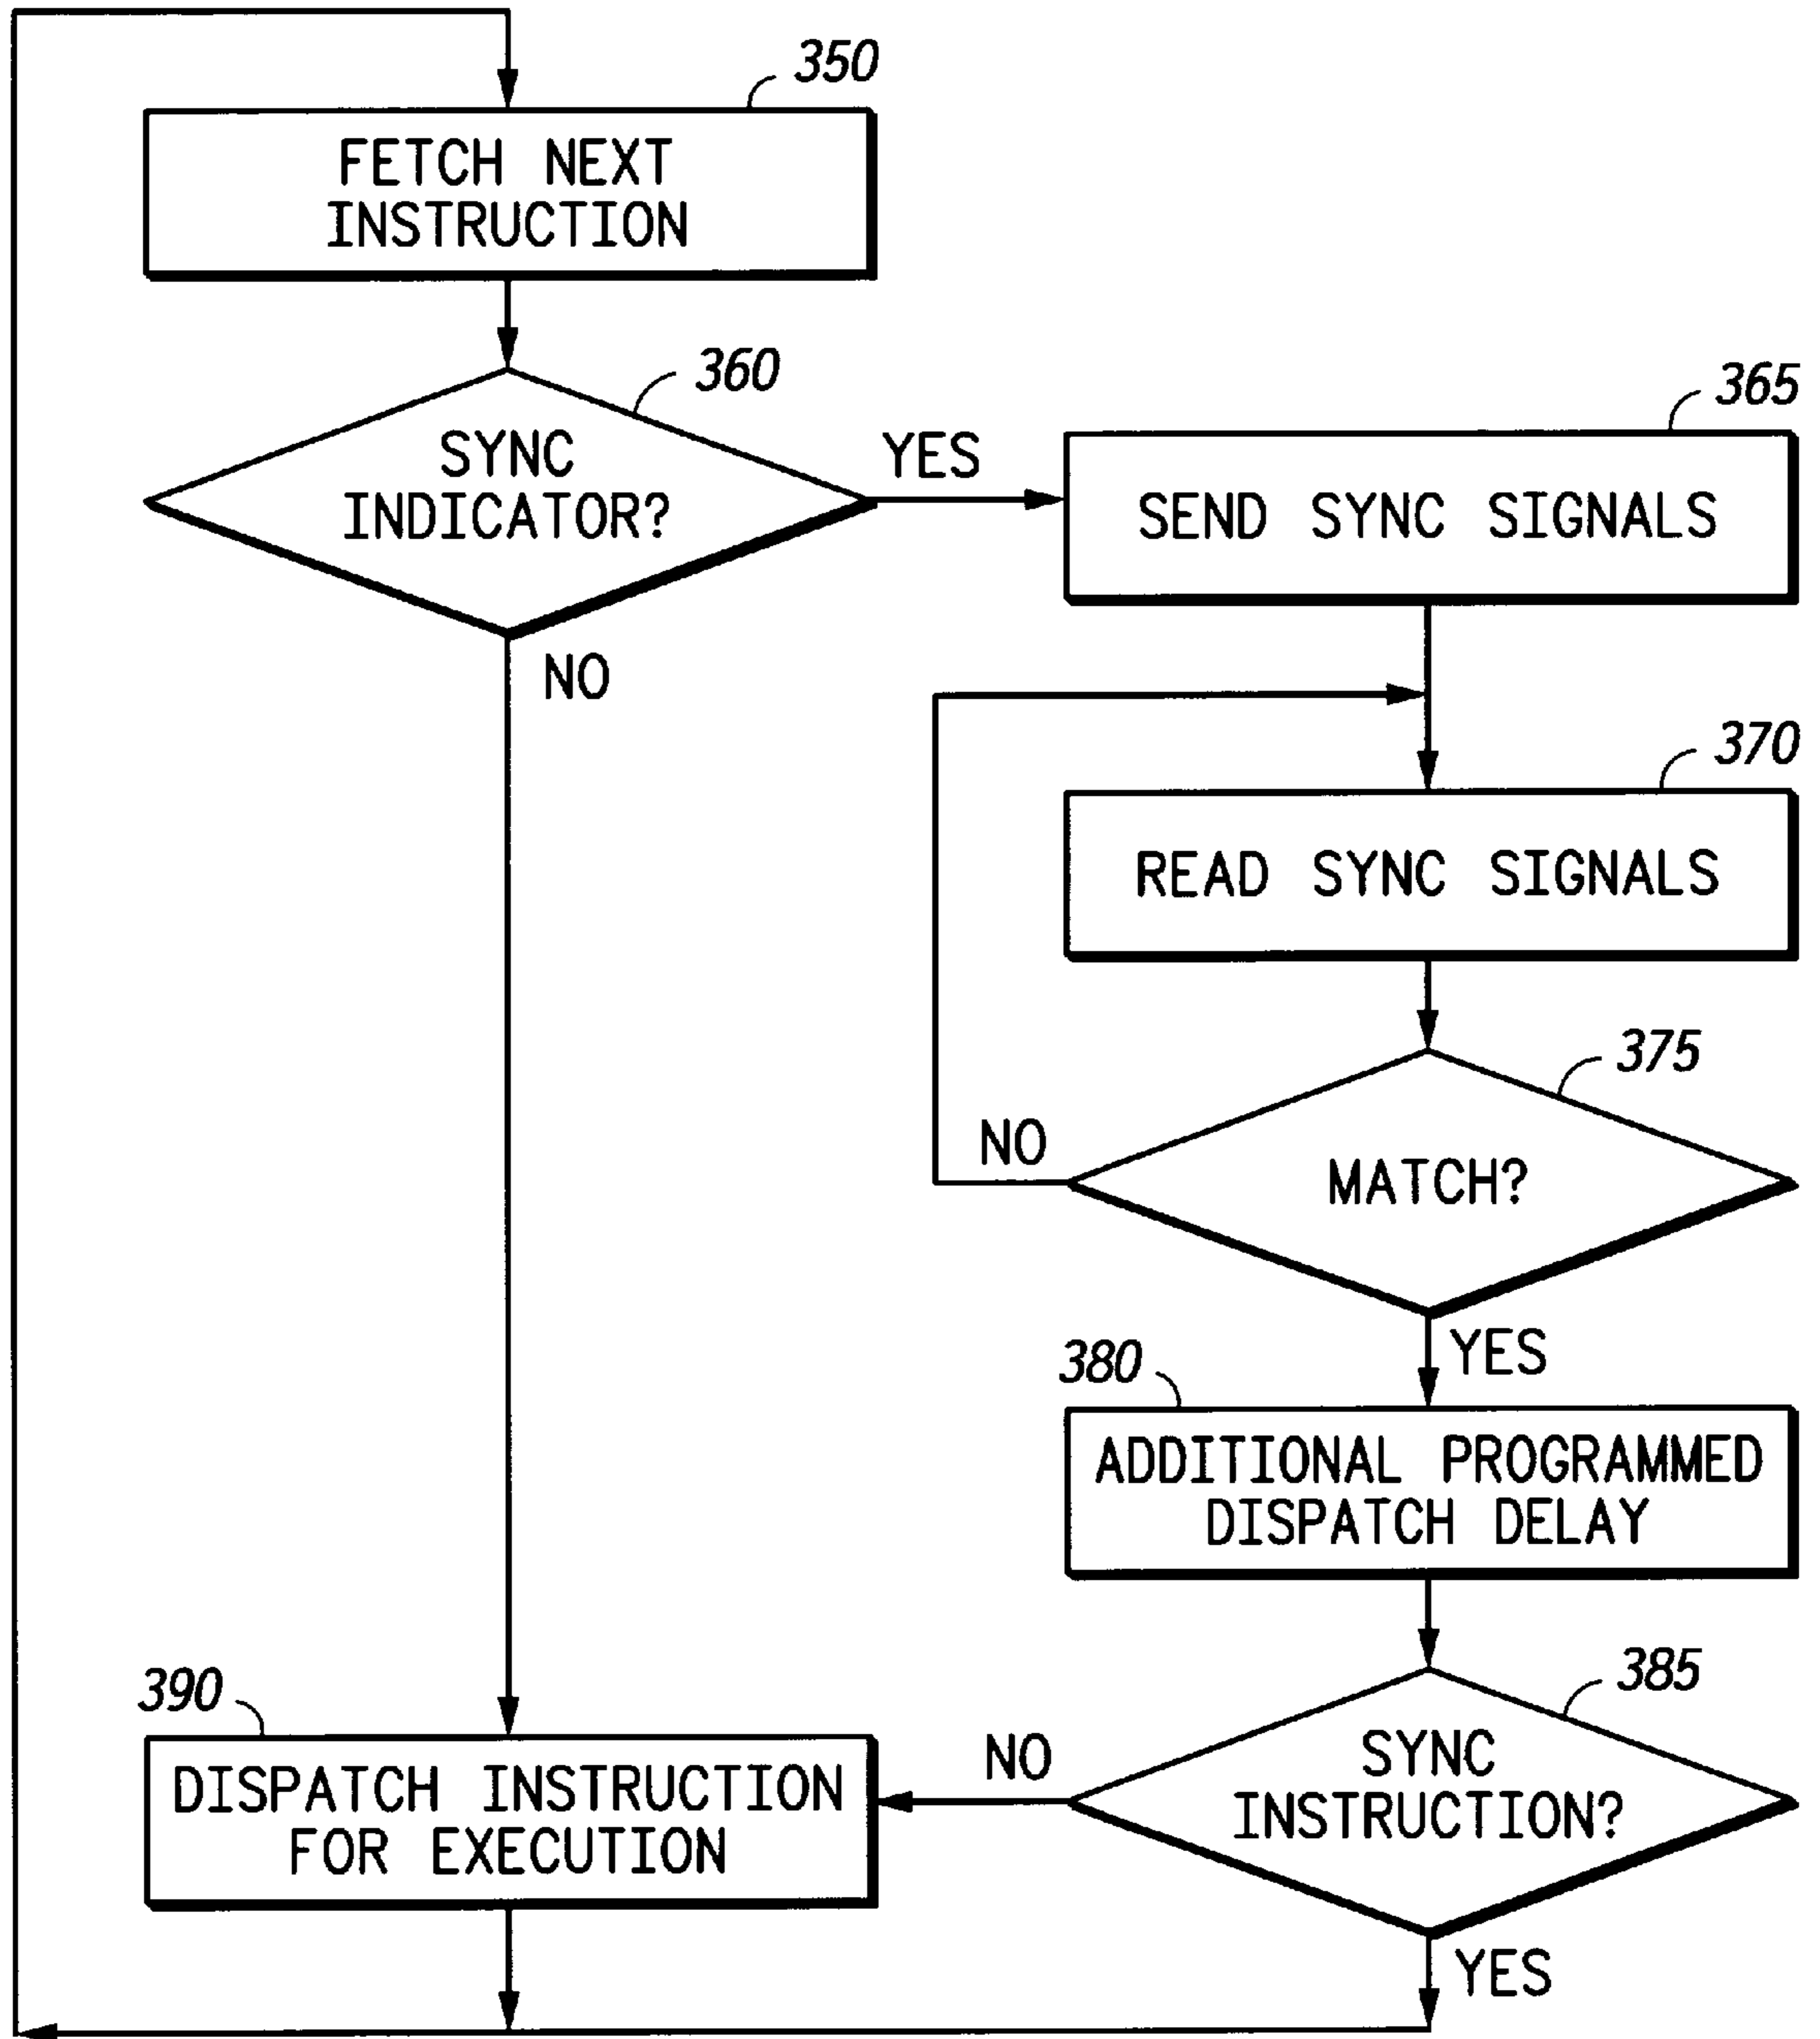 350
FETCH NEXT
INSTRUCTION
360
SYNC
INDICATOR?
YES
NO
365
SEND SYNC SIGNALS
370
READ SYNC SIGNALS
375
MATCH?
NO
YES
380
ADDITIONAL PROGRAMMED
DISPATCH DELAY
385
SYNC
INSTRUCTION?
NO
YES
390
DISPATCH INSTRUCTION
FOR EXECUTION